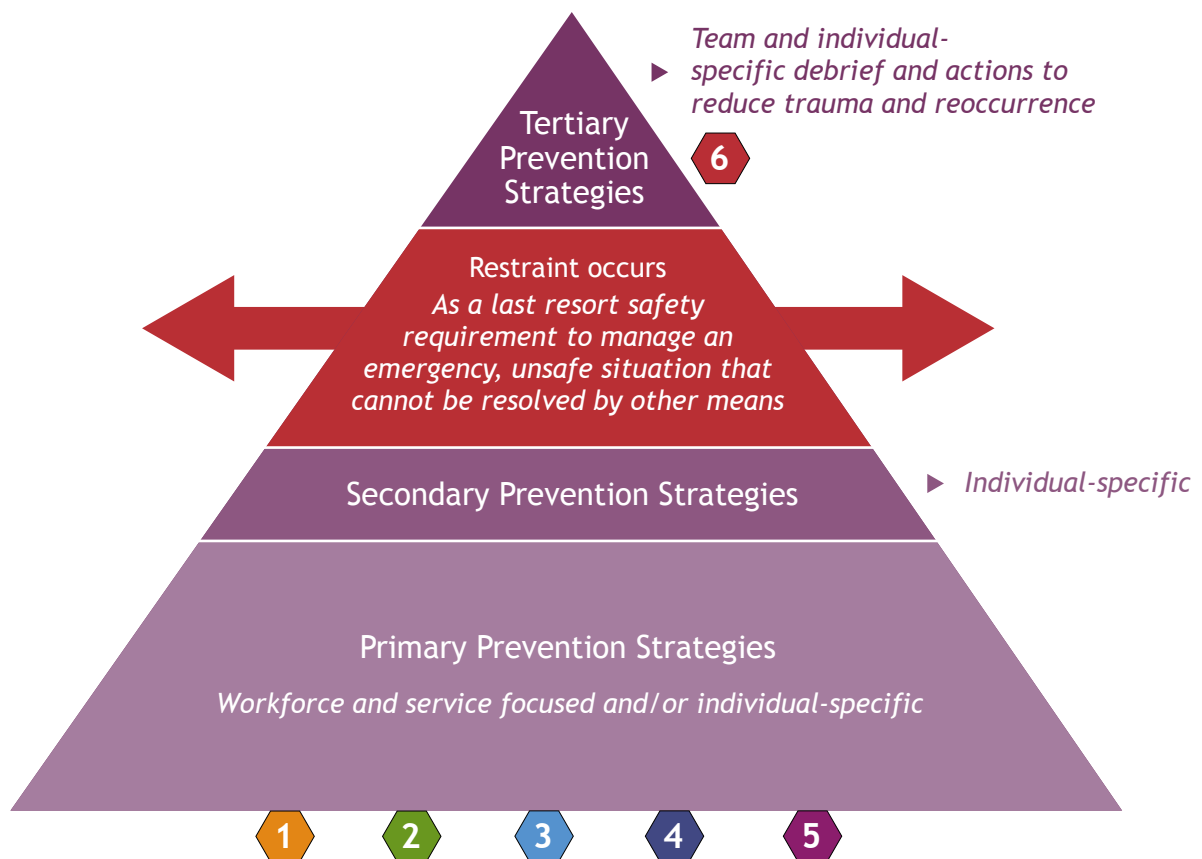 Team and individual-
specific debrief and actions to
reduce trauma and reoccurrence
Tertiary
Prevention
Strategies
6
Restraint occurs
As a last resort safety
requirement to manage an
emergency, unsafe situation that
cannot be resolved by other means
Secondary Prevention Strategies
Individual-specific
Primary Prevention Strategies
Workforce and service focused and/or individual-specific
1
2
3
4
5